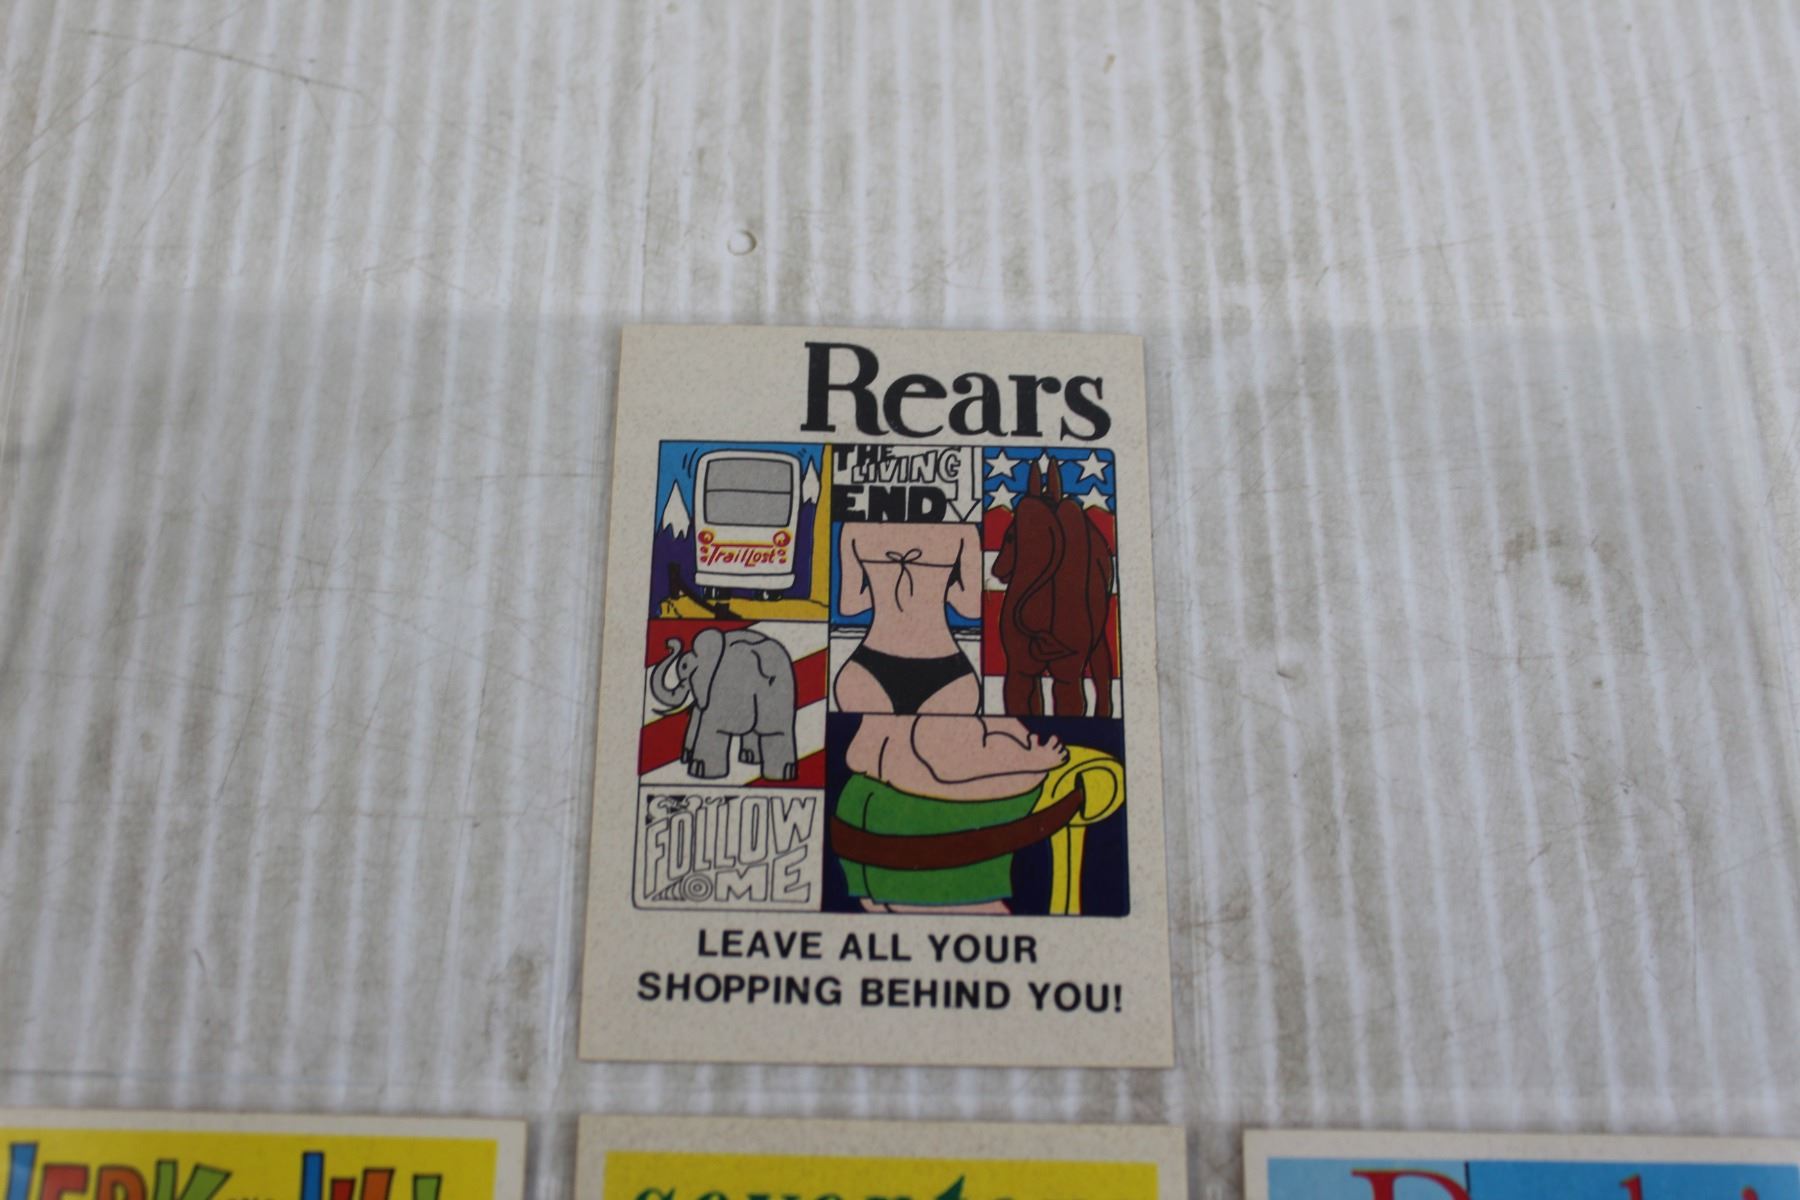 Rears
THE
LIVING
END
TrailLost
FOLLOW
ME
LEAVE ALL YOUR
SHOPPING BEHIND YOU!